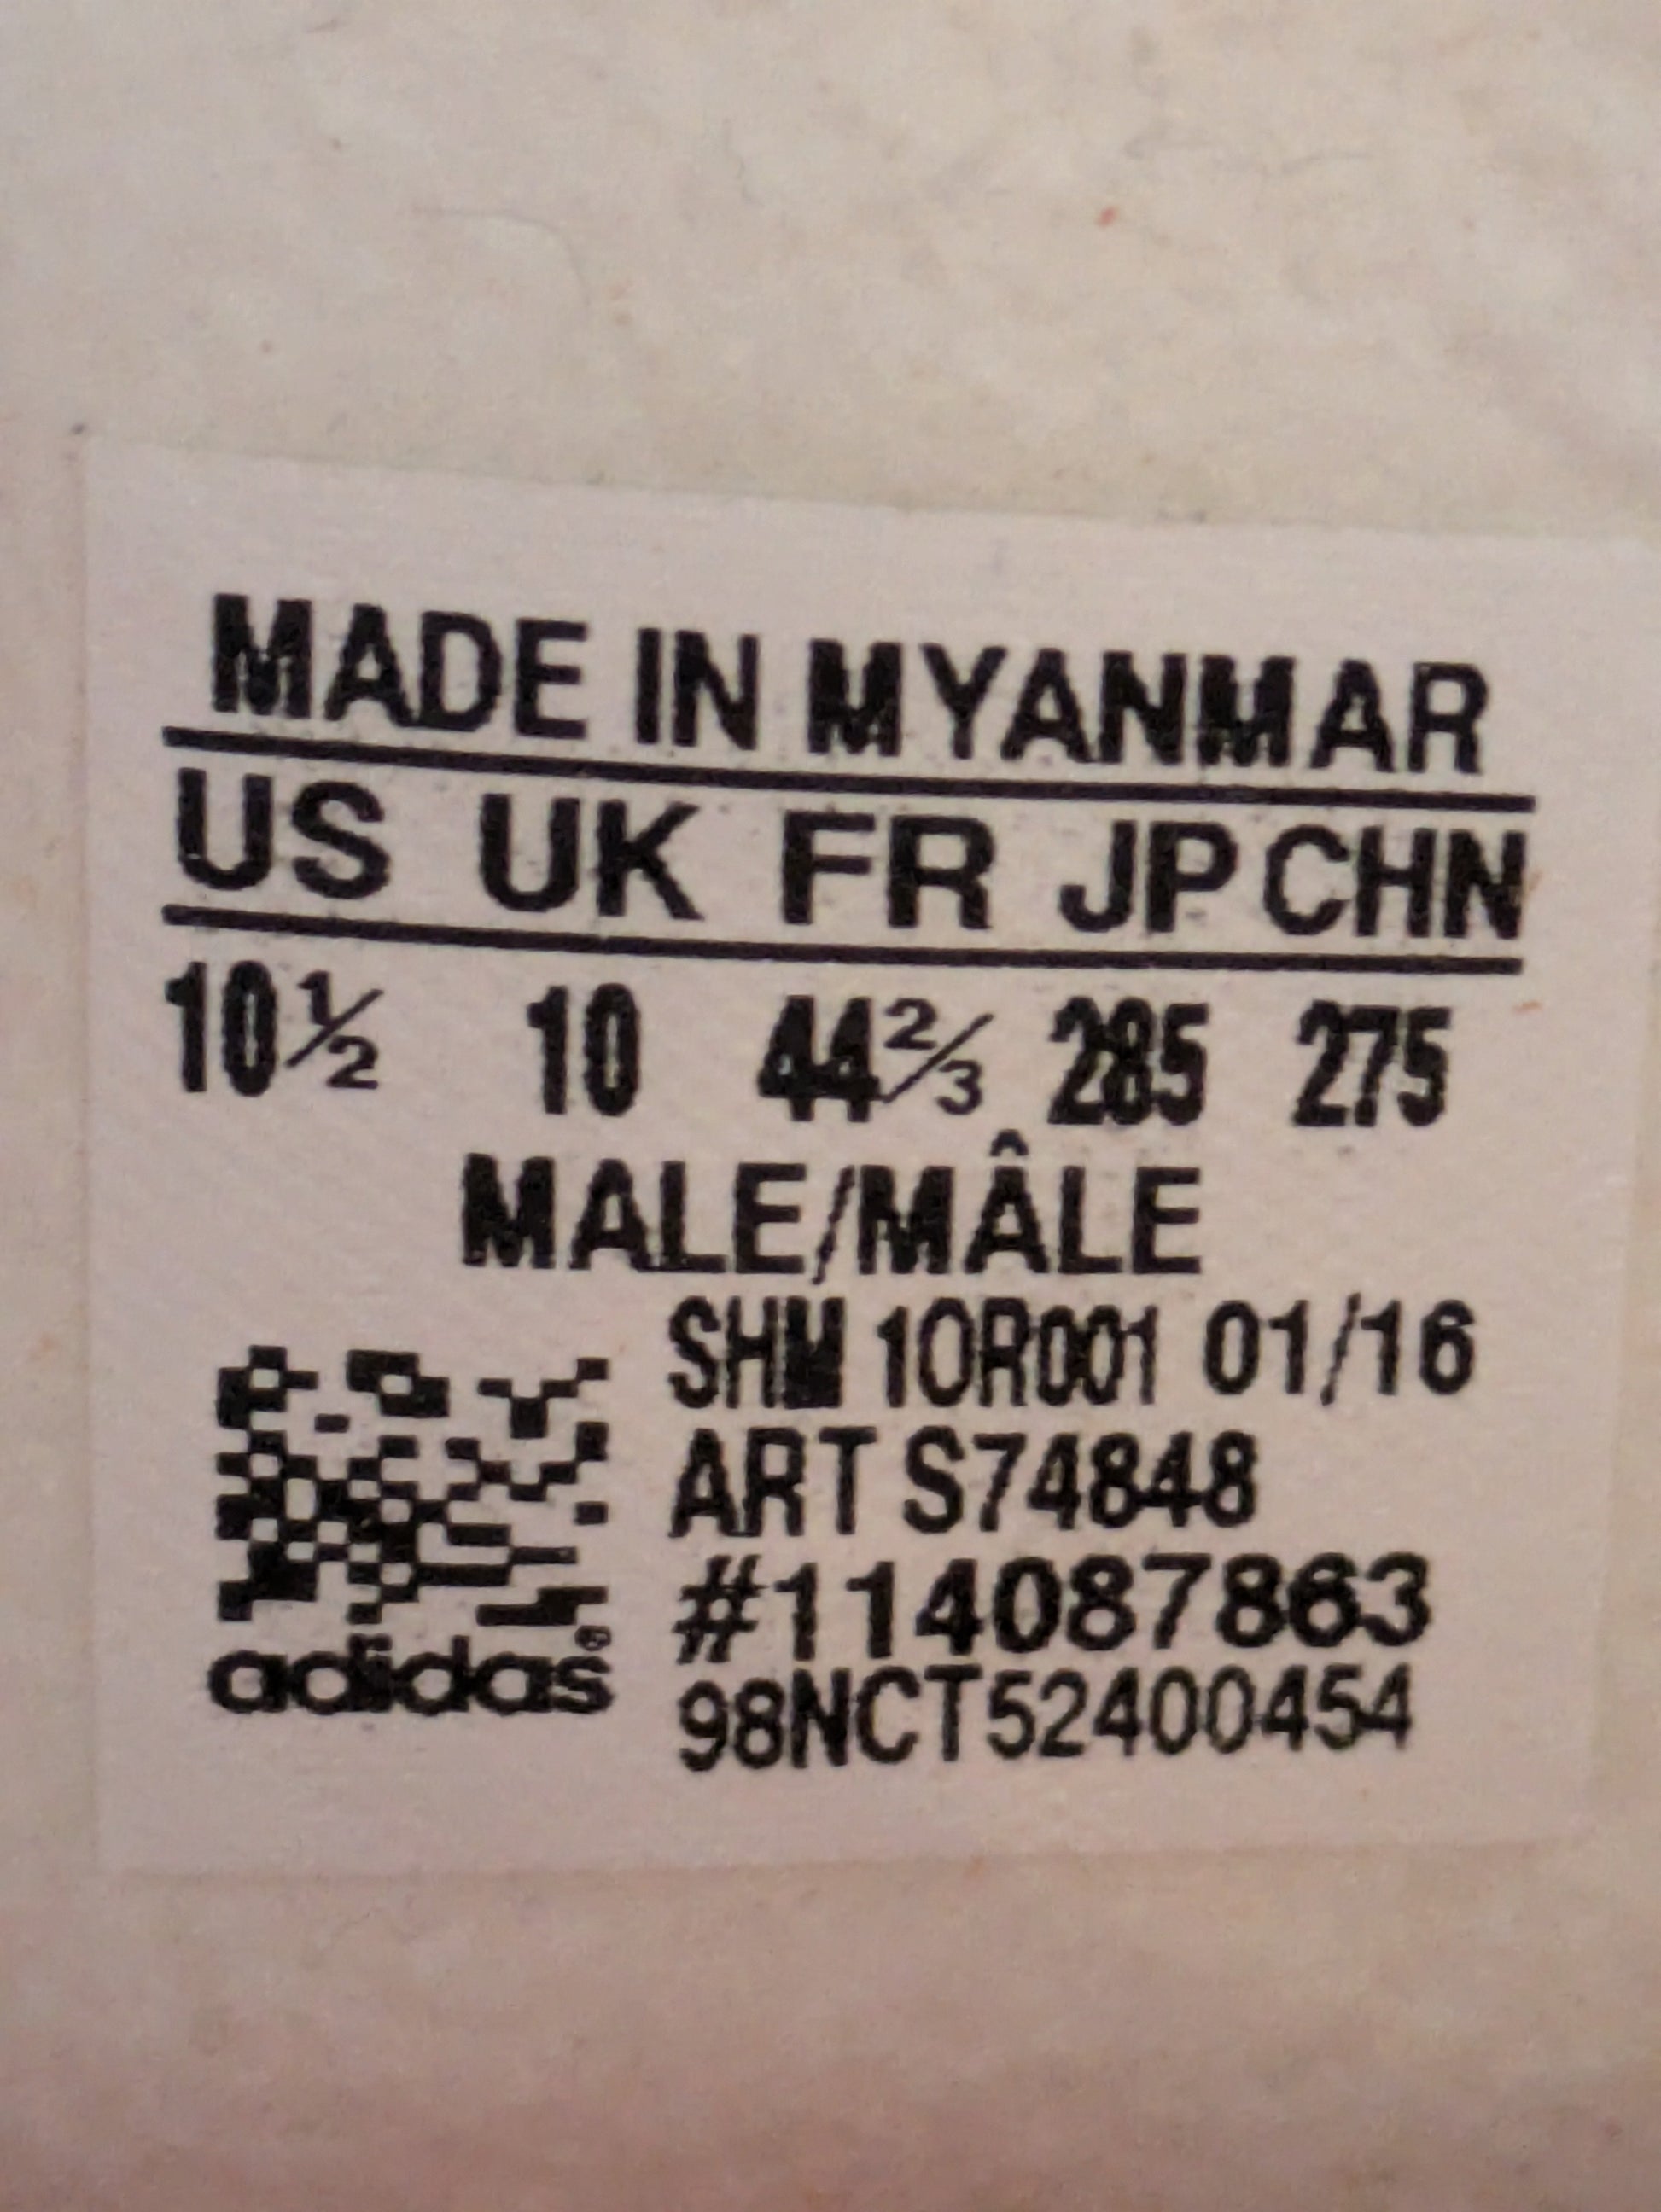 MADE IN MYANMAR
US UK FR JP CHN
10½ 10 44⅔ 285 275
MALE/MÂLE
SHM 10R001 01/16
ART S74848
#114087863
adidas®
98NCT52400454